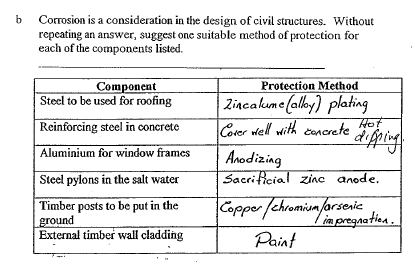 b Corrosion is a consideration in the design of civil structures. Without
repeating an answer, suggest one suitable method of protection for
each of the components listed.
Component Protection Method
Steel to be used for roofing Zincalume (alloy) plating
Reinforcing steel in concrete Cover well with concrete Hot dipping.
Aluminium for window frames Anodizing
Steel pylons in the salt water Sacrificial zinc anode.
Timber posts to be put in the Copper/chromium/arsenic
ground impregnation.
External timber wall cladding Paint